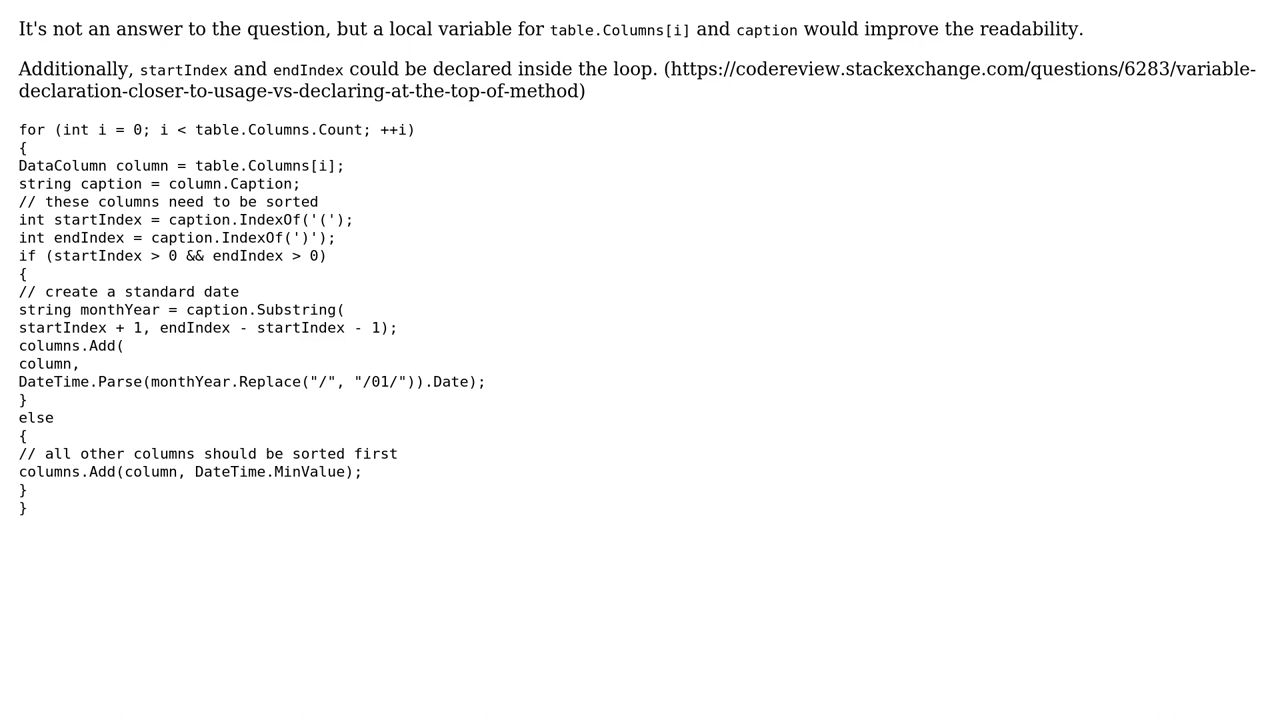 It's not an answer to the question, but a local variable for table.Columns[i] and caption would improve the readability.
Additionally, startIndex and endIndex could be declared inside the loop. (https://codereview.stackexchange.com/questions/6283/variable-
declaration-closer-to-usage-vs-declaring-at-the-top-of-method)
for (int i = 0; i < table.Columns.Count; ++i)
{
DataColumn column = table.Columns[i];
string caption = column.Caption;
// these columns need to be sorted
int startIndex = caption.IndexOf('(');
int endIndex = caption.IndexOf(')');
if (startIndex > 0 && endIndex > 0)
{
// create a standard date
string monthYear = caption.Substring(
startIndex + 1, endIndex - startIndex - 1);
columns.Add(
column,
DateTime.Parse(monthYear.Replace("/", "/01/")).Date);
}
else
{
// all other columns should be sorted first
columns.Add(column, DateTime.MinValue);
}
}